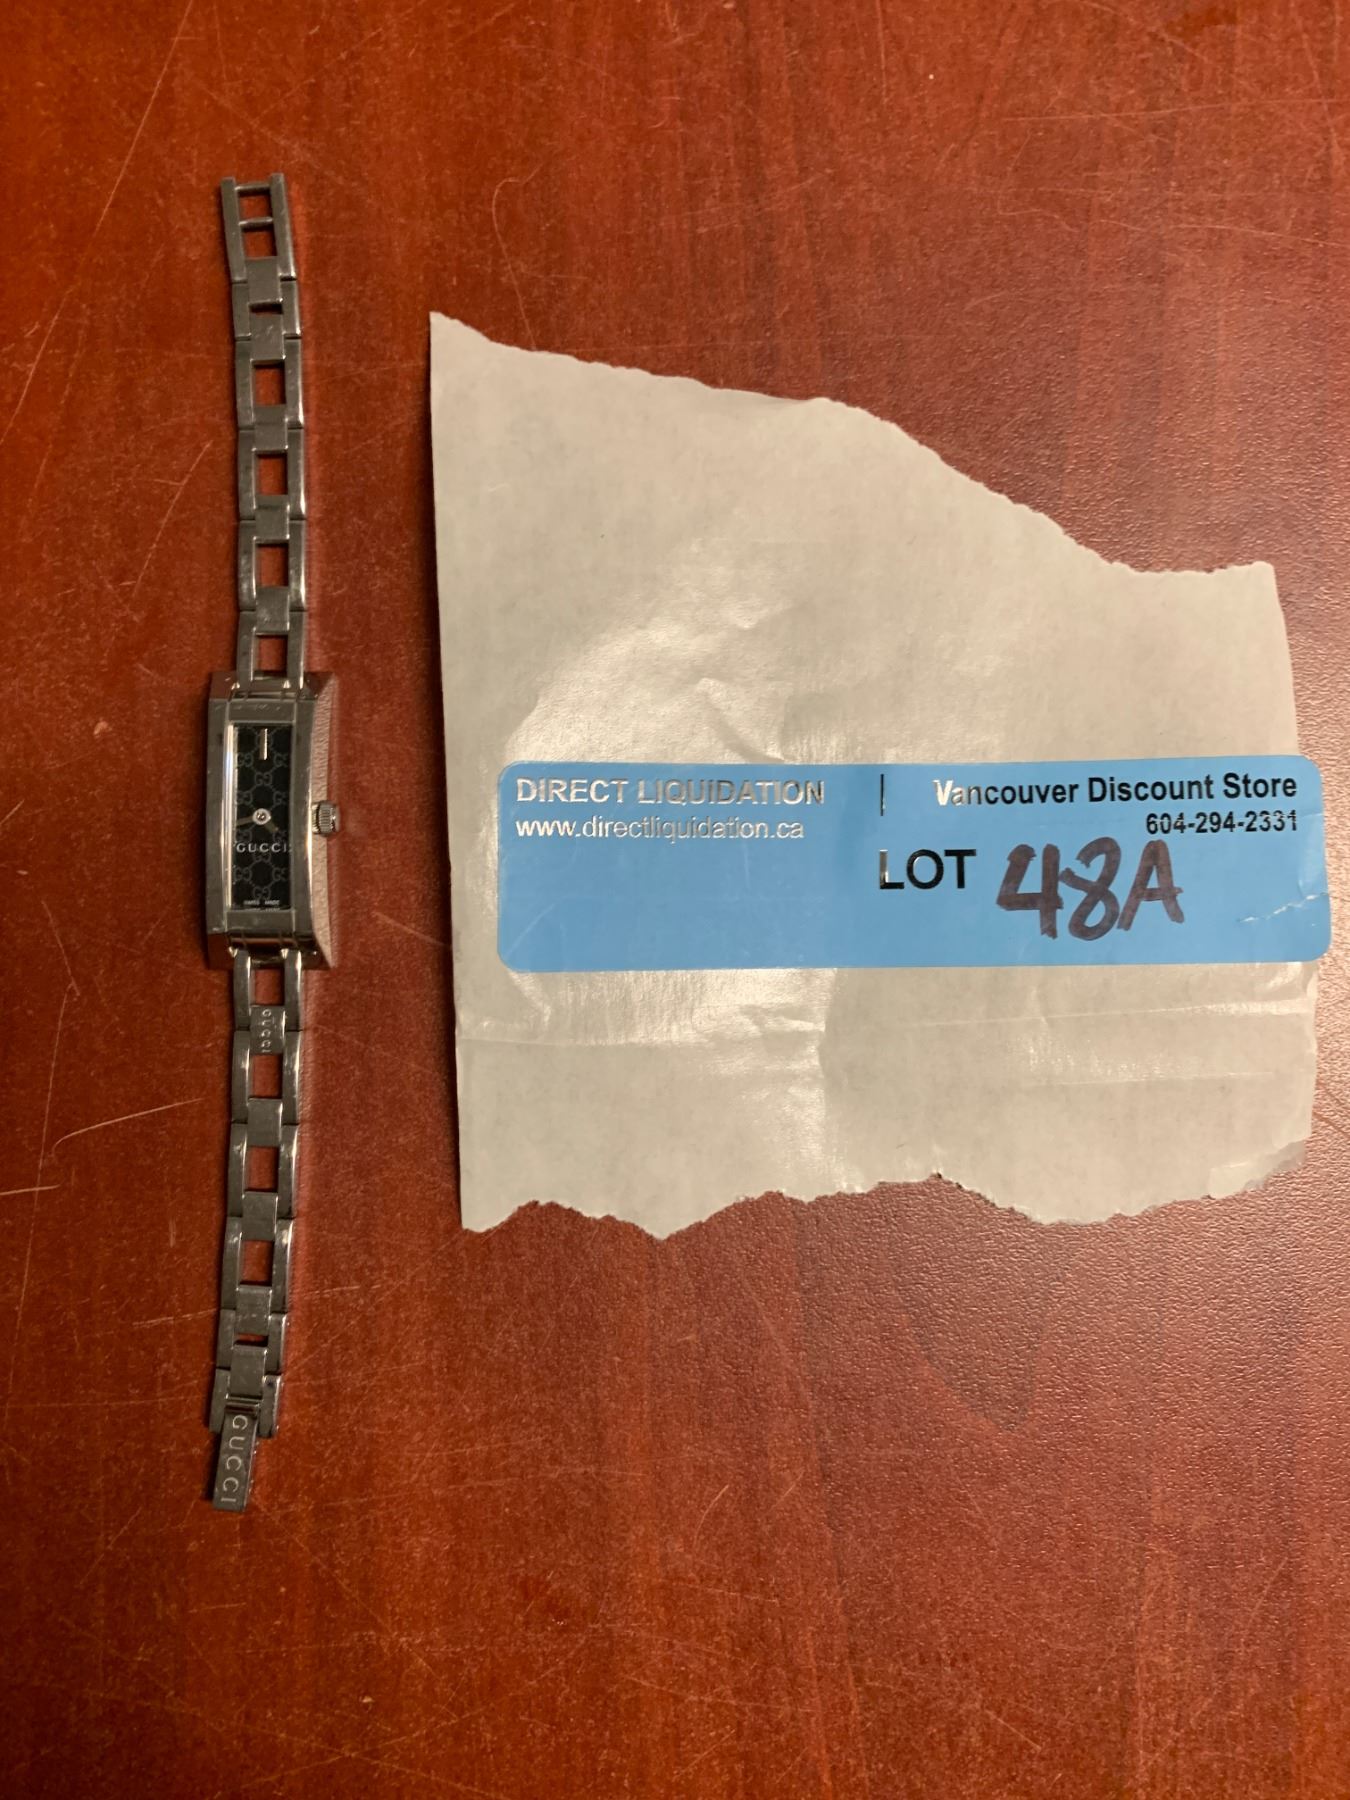 GUCCI
SWISS MADE
GUCCI
GUCCI
DIRECT LIQUIDATION | Vancouver Discount Store
www.directliquidation.ca 604-294-2331
LOT 48A